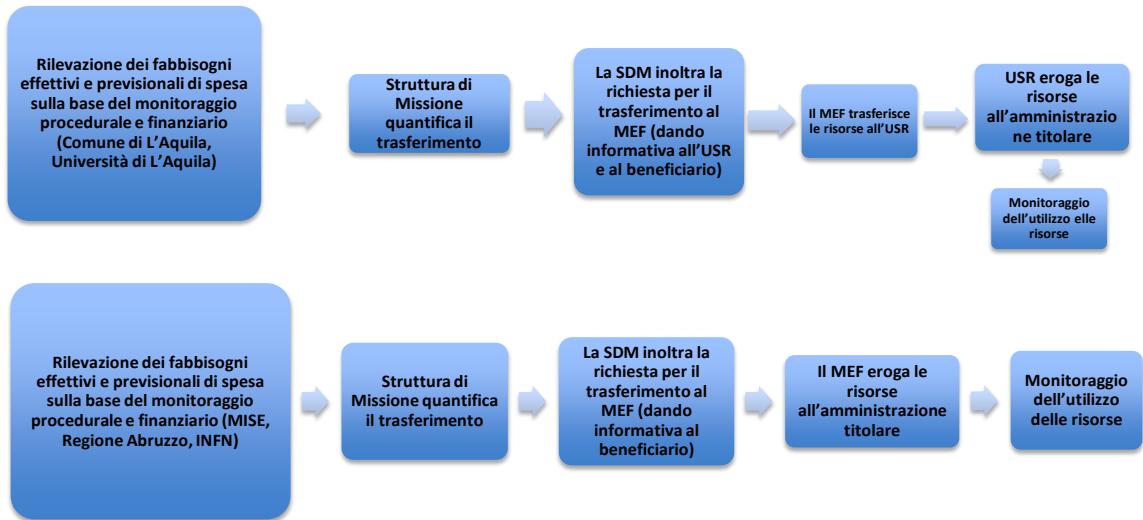 Rilevazione dei fabbisogni
effettivi e previsionali di spesa
sulla base del monitoraggio
procedurale e finanziario
(Comune di L'Aquila,
Università di L'Aquila)
Struttura di
Missione
quantifica il
trasferimento
La SDM inoltra la
richiesta per il
trasferimento al
MEF (dando
informativa all'USR
e al beneficiario)
Il MEF trasferisce
le risorse all'USR
USR eroga le
risorse
all'amministrazio
ne titolare
Monitoraggio
dell'utilizzo elle
risorse
Rilevazione dei fabbisogni
effettivi e previsionali di spesa
sulla base del monitoraggio
procedurale e finanziario (MISE,
Regione Abruzzo, INFN)
Struttura di
Missione quantifica
il trasferimento
La SDM inoltra la
richiesta per il
trasferimento al
MEF (dando
informativa al
beneficiario)
Il MEF eroga le
risorse
all'amministrazione
titolare
Monitoraggio
dell'utilizzo
delle risorse